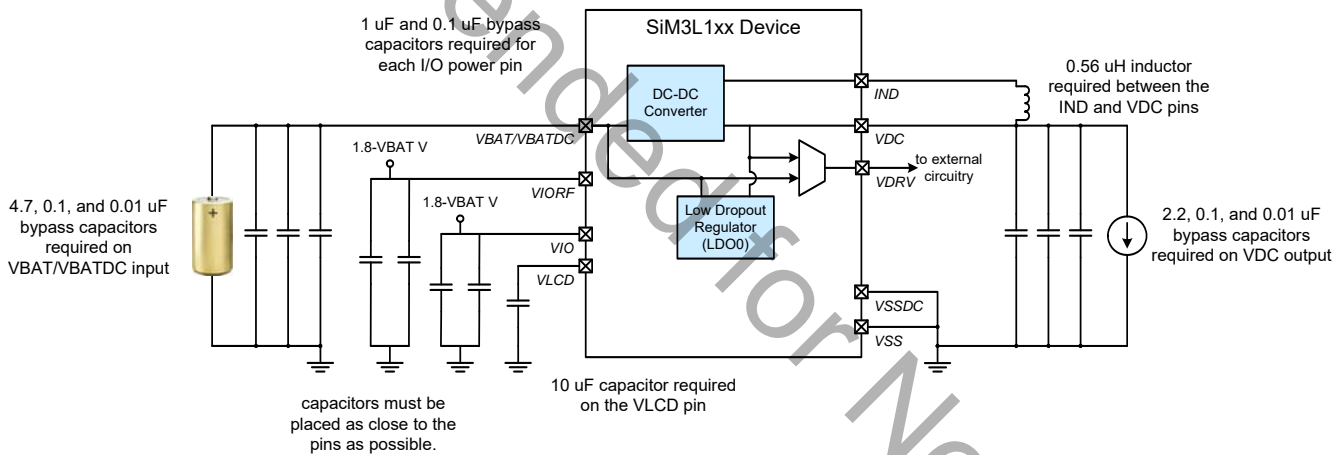 1 uF and 0.1 uF bypass
capacitors required for
each I/O power pin
SiM3L1xx Device
DC-DC
Converter
IND
0.56 uH inductor
required between the
IND and VDC pins
VBAT/VBATDC
VDC
1.8-VBAT V
to external
circuitry
VDRV
VIORF
4.7, 0.1, and 0.01 uF
bypass capacitors
required on
VBAT/VBATDC input
+
1.8-VBAT V
Low Dropout
Regulator
(LDO0)
2.2, 0.1, and 0.01 uF
bypass capacitors
required on VDC output
VIO
VLCD
VSSDC
VSS
10 uF capacitor required
on the VLCD pin
capacitors must be
placed as close to the
pins as possible.
ended for Ne